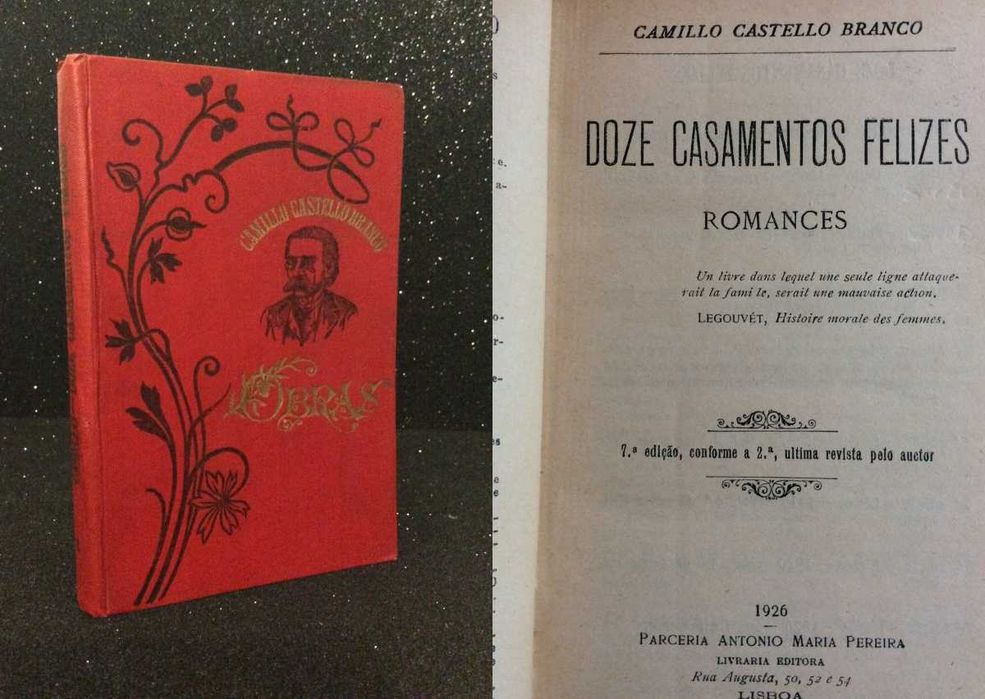 CAMILLO CASTELLO BRANCO
OBRAS
CAMILLO CASTELLO BRANCO
DOZE CASAMENTOS FELIZES
ROMANCES
Un livre dans lequel une seule ligne attaque-
rait la fami le, serait une mauvaise action.
LEGOUVÉT, Histoire morale des femmes.
7.ª edição, conforme a 2.ª, ultima revista pelo auctor
1926
PARCERIA ANTONIO MARIA PEREIRA
LIVRARIA EDITORA
Rua Augusta, 50, 52 e 54
LISBOA